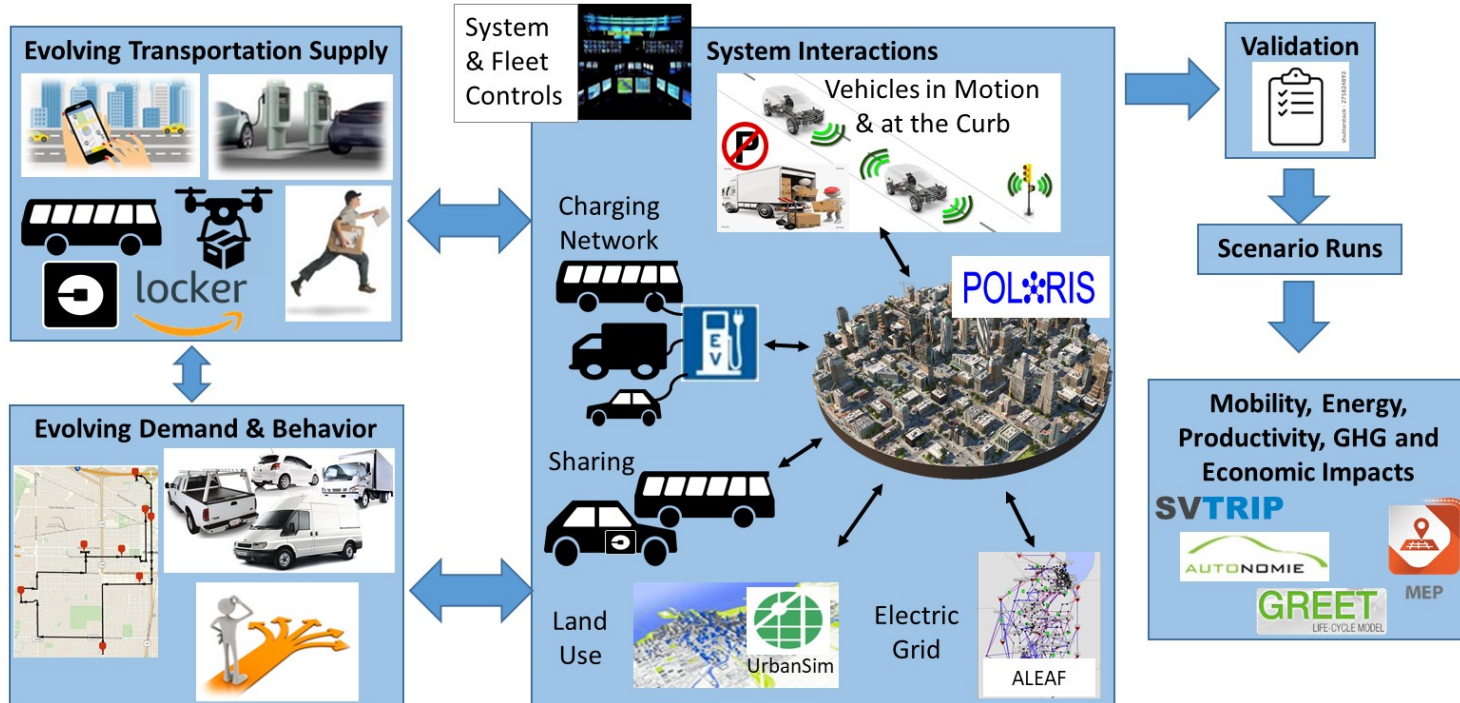 Evolving Transportation Supply
locker
Evolving Demand & Behavior
System
& Fleet
Controls
System Interactions
Vehicles in Motion
& at the Curb
P
Charging
Network
EV
POLARIS
Sharing
Land
Use
UrbanSim
Electric
Grid
ALEAF
Validation
shutterstock · 271824893
Scenario Runs
Mobility, Energy,
Productivity, GHG and
Economic Impacts
SVTRIP
AUTONOMIE
MEP
GREET
LIFE-CYCLE MODEL